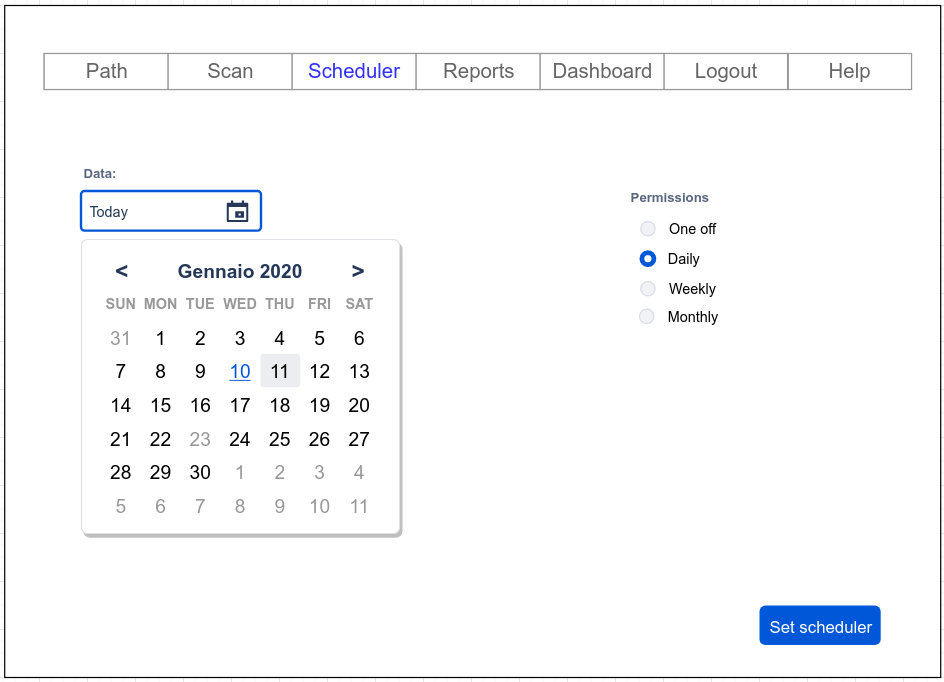 Path Scan Scheduler Reports Dashboard Logout Help
Data:
Today
< Gennaio 2020 >
SUN MON TUE WED THU FRI SAT
31 1 2 3 4 5 6
7 8 9 10 11 12 13
14 15 16 17 18 19 20
21 22 23 24 25 26 27
28 29 30 1 2 3 4
5 6 7 8 9 10 11
Permissions
One off
Daily
Weekly
Monthly
Set scheduler